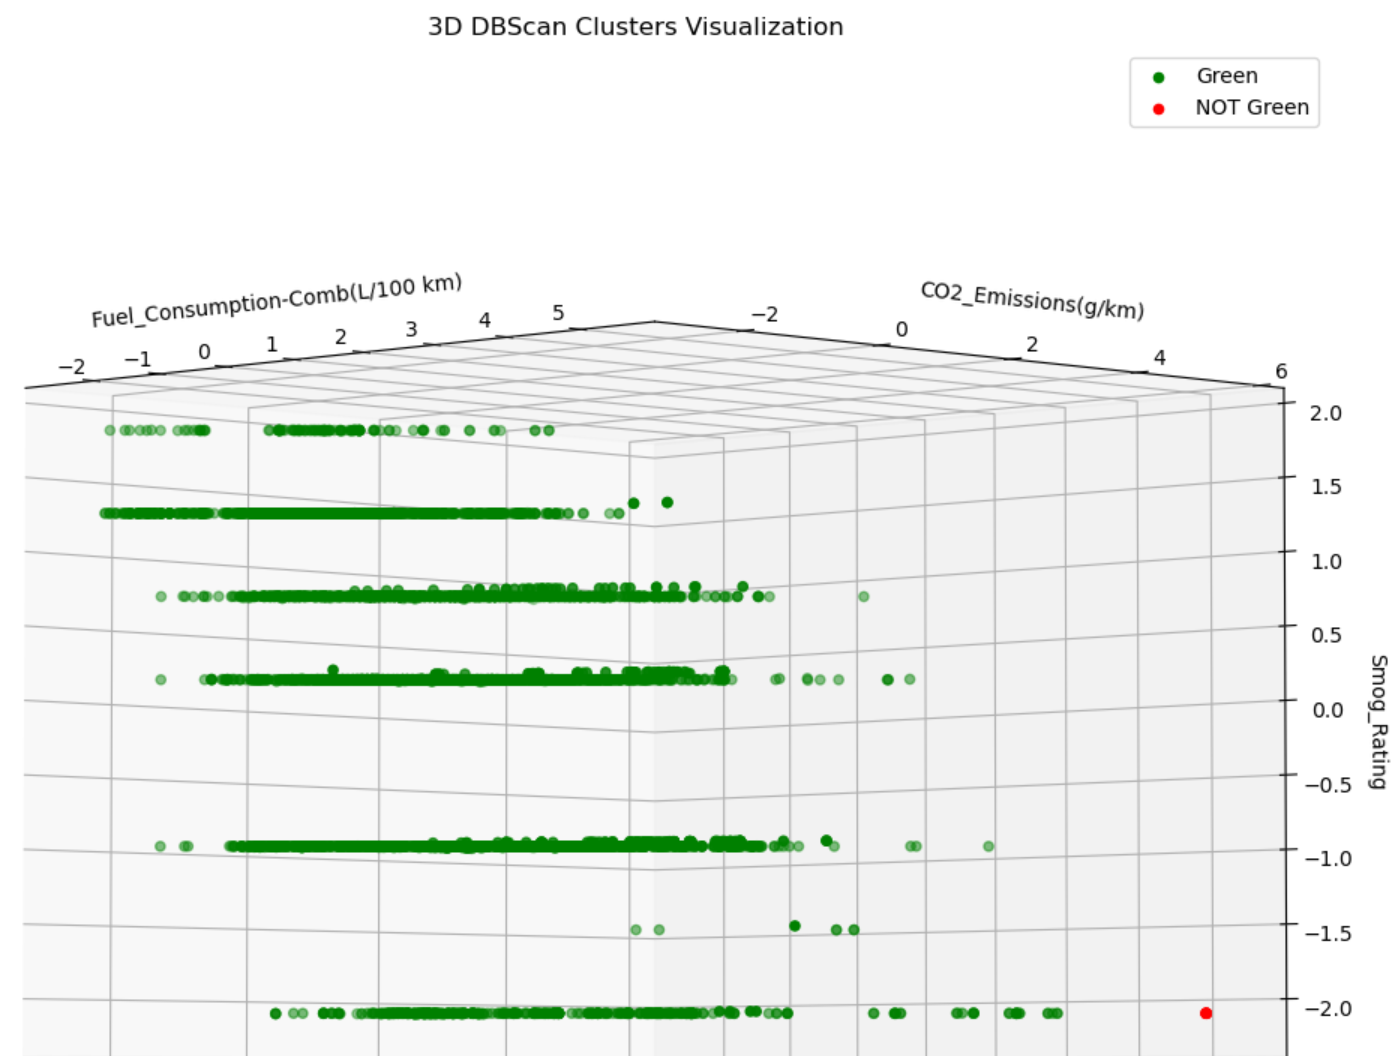 3D DBScan Clusters Visualization
Green
NOT Green
Fuel_Consumption-Comb(L/100 km)
CO2_Emissions(g/km)
−2 −1 0 1 2 3 4 5
−2 0 2 4 6
2.0
1.5
1.0
0.5
0.0
−0.5
−1.0
−1.5
−2.0
Smog_Rating